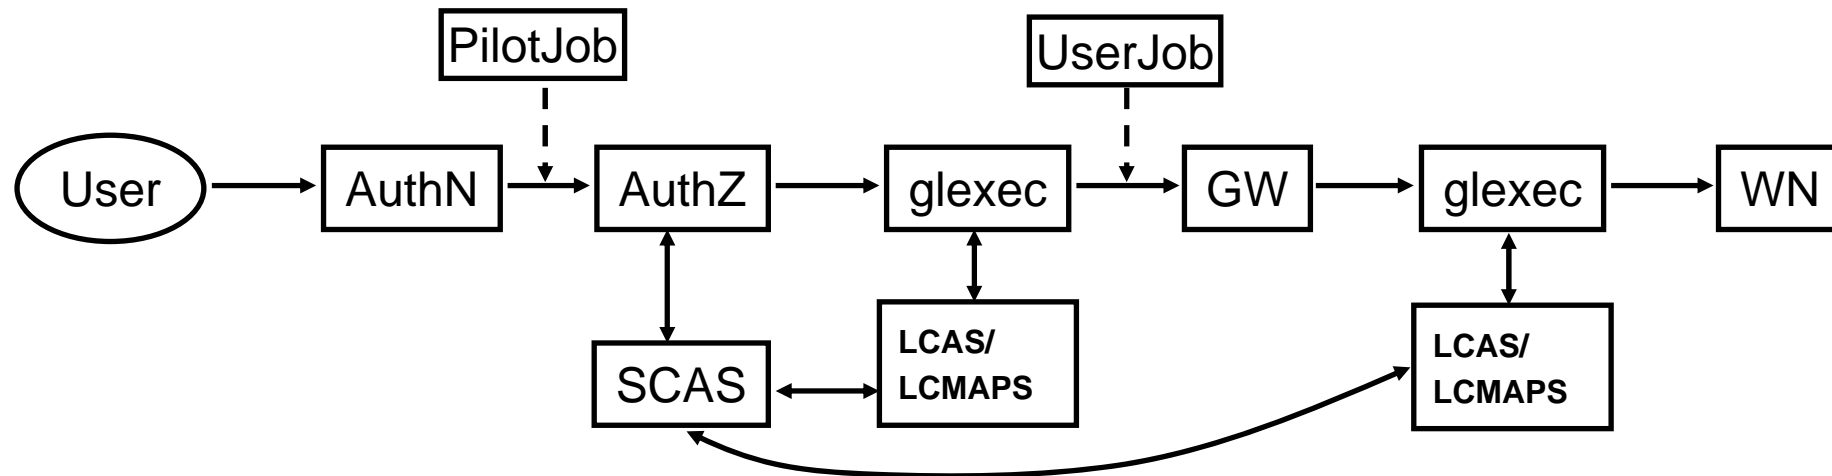 PilotJob
UserJob
User
AuthN
AuthZ
glexec
GW
glexec
WN
SCAS
LCAS/
LCMAPS
LCAS/
LCMAPS